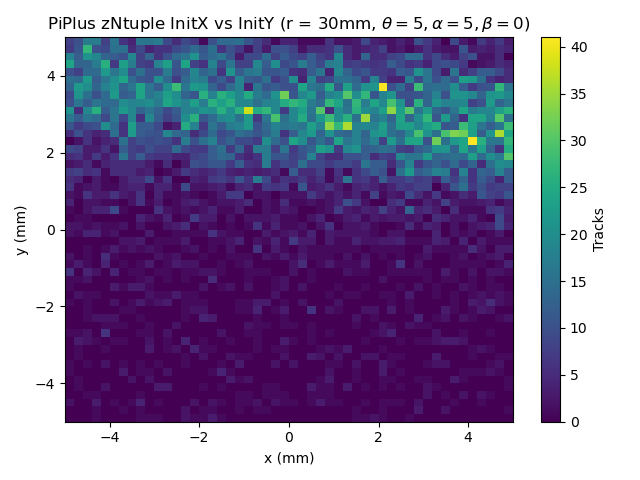 PiPlus zNtuple InitX vs InitY (r = 30mm, θ = 5, α = 5, β = 0)
4
2
0
−2
−4
y (mm)
−4 −2 0 2 4
x (mm)
40
35
30
25
20
15
10
5
0
Tracks